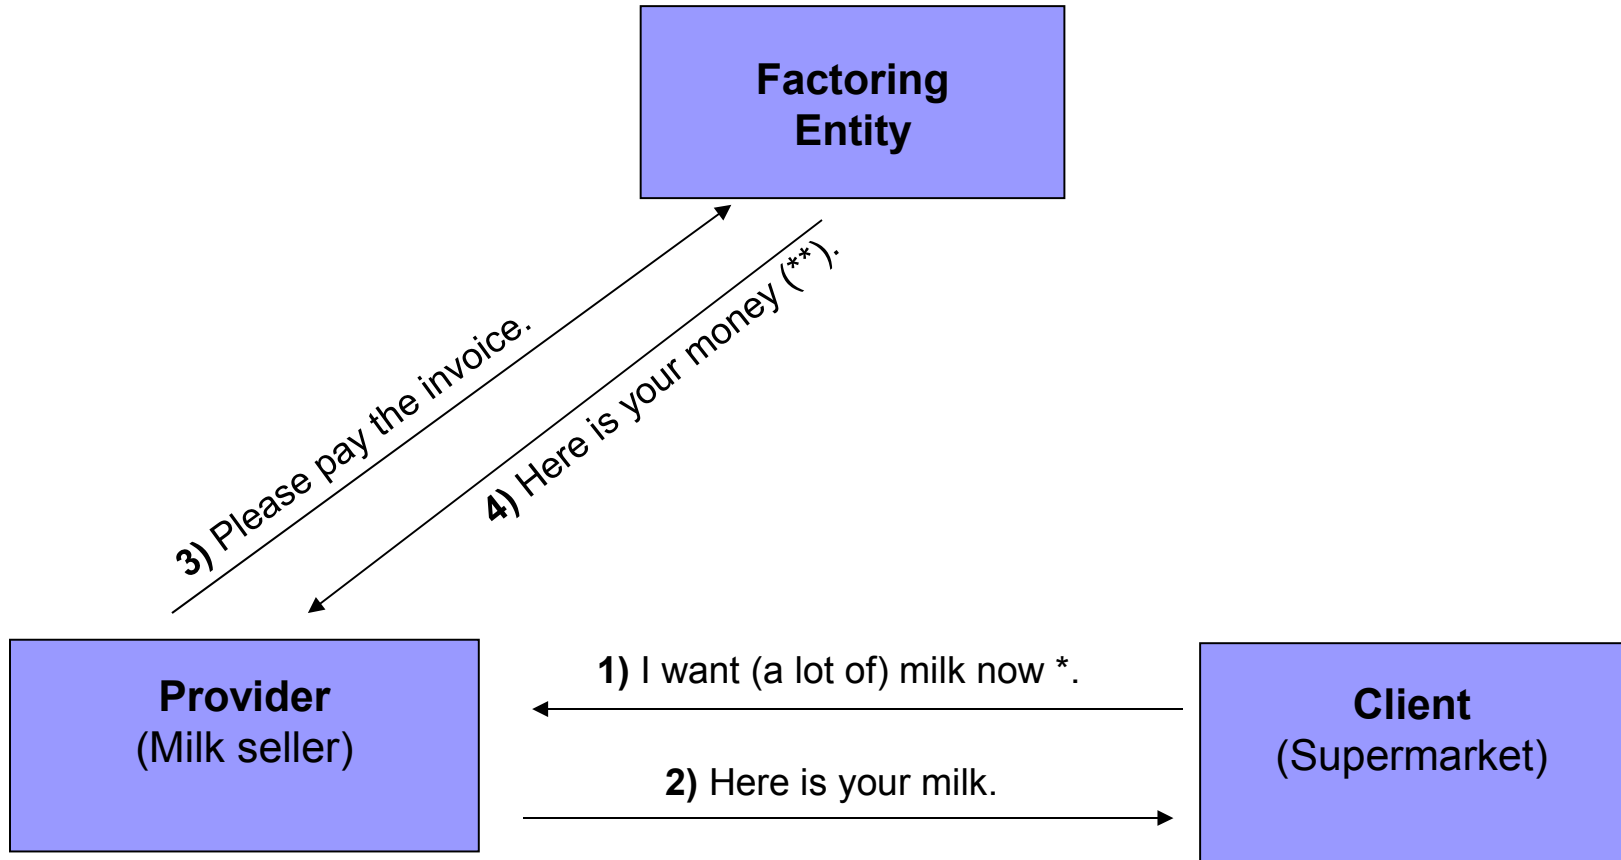 Factoring
Entity
3) Please pay the invoice.
4) Here is your money (**).
Provider
(Milk seller)
1) I want (a lot of) milk now *.
2) Here is your milk.
Client
(Supermarket)